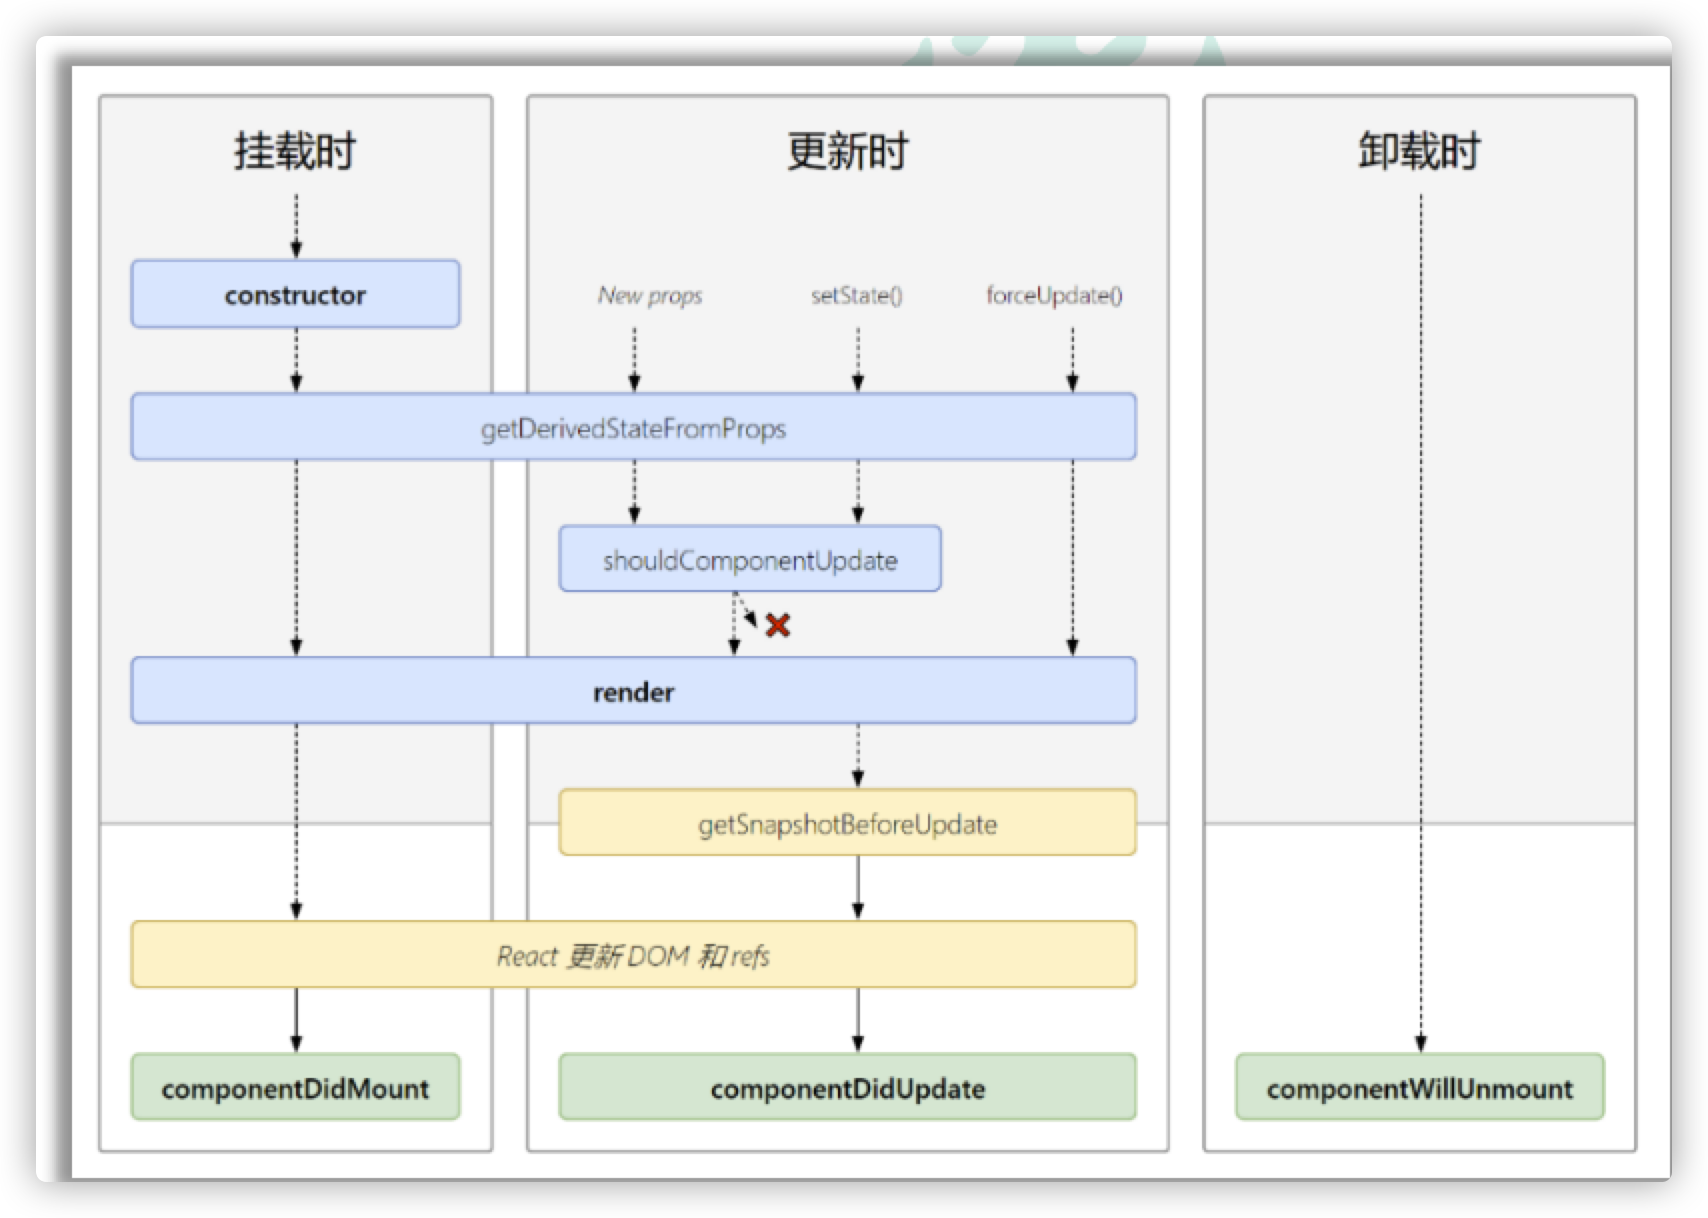 挂载时
更新时
卸载时
constructor
New props
setState()
forceUpdate()
getDerivedStateFromProps
shouldComponentUpdate
render
getSnapshotBeforeUpdate
React 更新 DOM 和 refs
componentDidMount
componentDidUpdate
componentWillUnmount